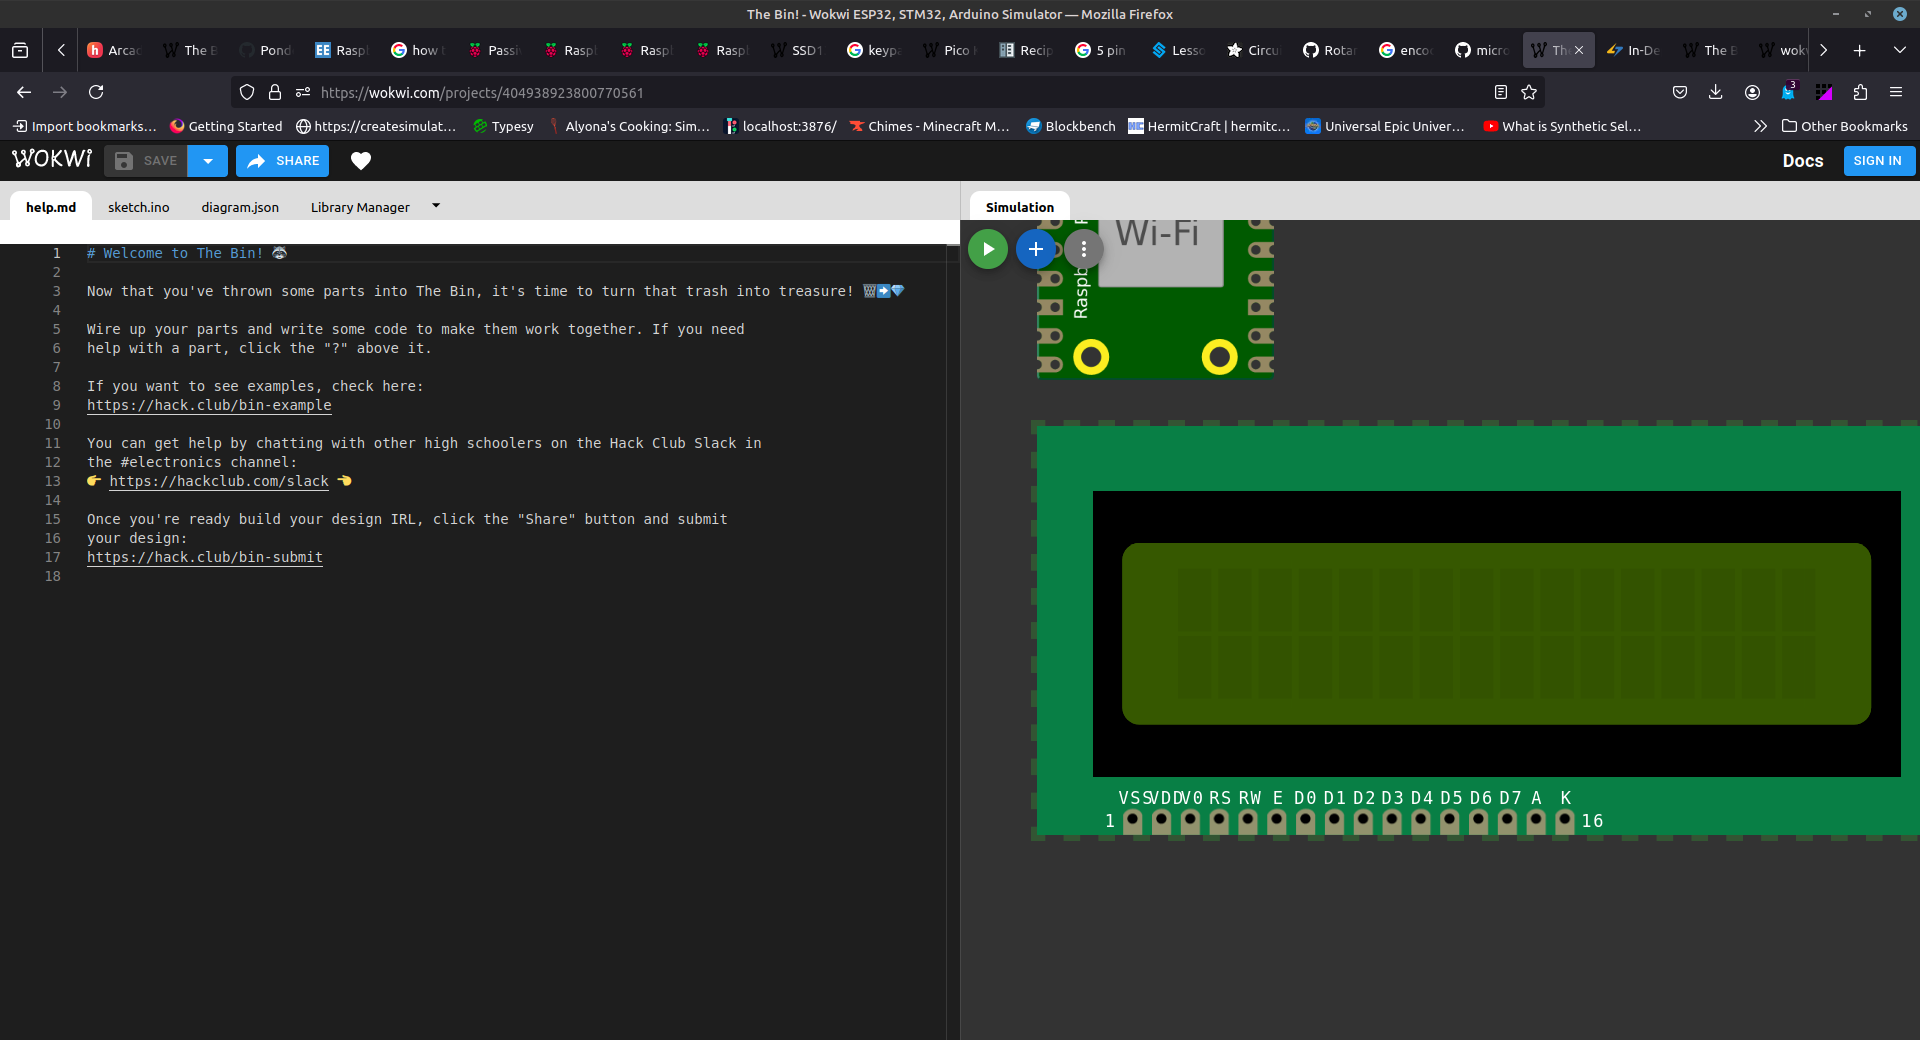 The Bin! - Wokwi ESP32, STM32, Arduino Simulator — Mozilla Firefox
Arcac The B Pond Raspb how t Passi Raspl Raspl Raspl SSD1 keypa Pico Recip 5 pin Lesso Circui Rotar encod micro The In-De The B wokw
https://wokwi.com/projects/404938923800770561
3
Import bookmarks... Getting Started https://createsimulat... Typesy Alyona's Cooking: Sim... localhost:3876/ Chimes - Minecraft M... Blockbench HermitCraft | hermitc... Universal Epic Univer... What is Synthetic Sel... Other Bookmarks
WOKWi SAVE SHARE Docs SIGN IN
help.md sketch.ino diagram.json Library Manager Simulation
1 # Welcome to The Bin! 🦝
2
3 Now that you've thrown some parts into The Bin, it's time to turn that trash into treasure! 🗑️➡️💎
4
5 Wire up your parts and write some code to make them work together. If you need
6 help with a part, click the "?" above it.
7
8 If you want to see examples, check here:
9 https://hack.club/bin-example
10
11 You can get help by chatting with other high schoolers on the Hack Club Slack in
12 the #electronics channel:
13 👉 https://hackclub.com/slack 👈
14
15 Once you're ready build your design IRL, click the "Share" button and submit
16 your design:
17 https://hack.club/bin-submit
18
Wi-Fi
Raspb
VSS VDD V0 RS RW E D0 D1 D2 D3 D4 D5 D6 D7 A K
1 16